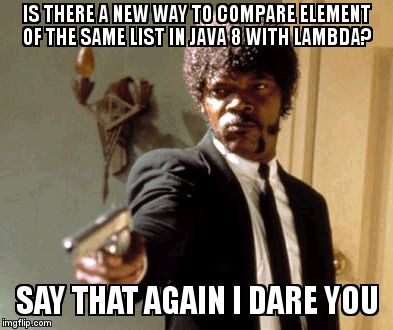 IS THERE A NEW WAY TO COMPARE ELEMENT
OF THE SAME LIST IN JAVA 8 WITH LAMBDA?
SAY THAT AGAIN I DARE YOU
imgflip.com